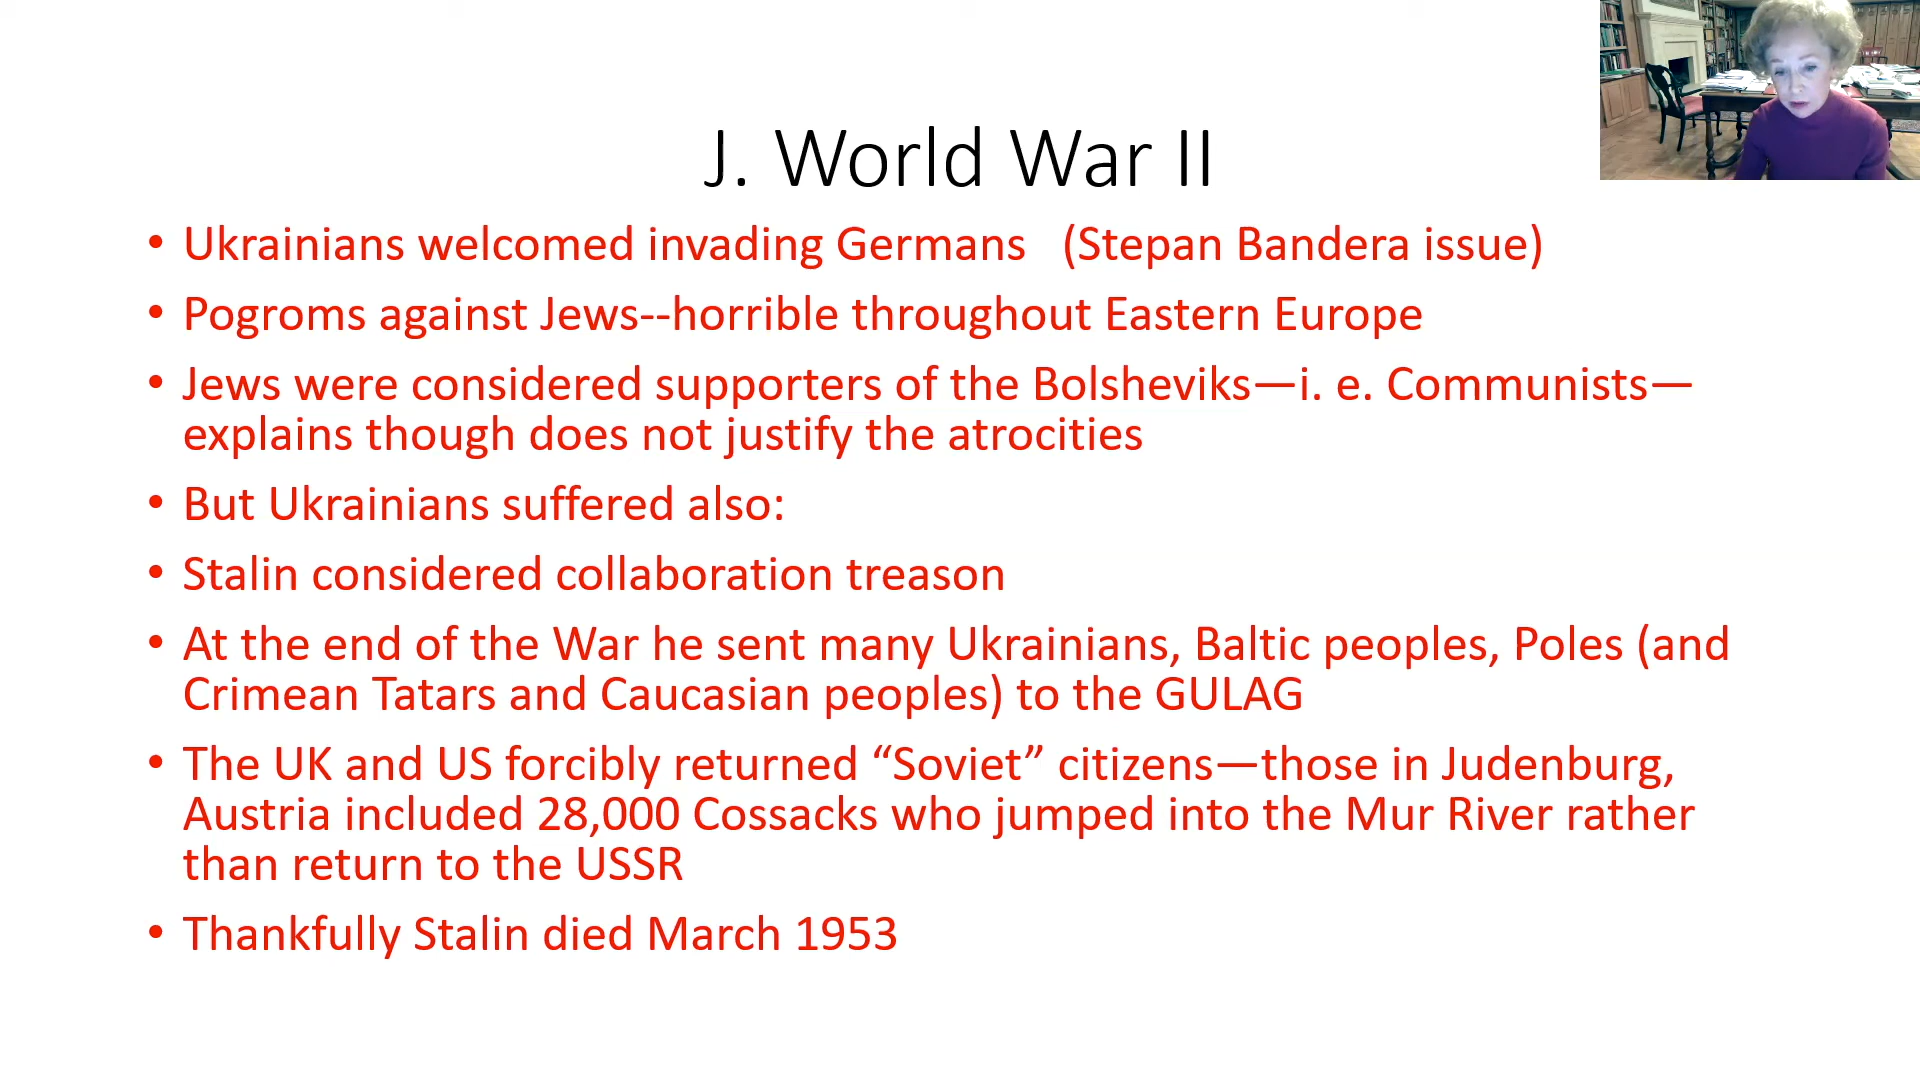 J. World War II
• Ukrainians welcomed invading Germans (Stepan Bandera issue)
• Pogroms against Jews--horrible throughout Eastern Europe
• Jews were considered supporters of the Bolsheviks—i. e. Communists—
explains though does not justify the atrocities
• But Ukrainians suffered also:
• Stalin considered collaboration treason
• At the end of the War he sent many Ukrainians, Baltic peoples, Poles (and
Crimean Tatars and Caucasian peoples) to the GULAG
• The UK and US forcibly returned “Soviet” citizens—those in Judenburg,
Austria included 28,000 Cossacks who jumped into the Mur River rather
than return to the USSR
• Thankfully Stalin died March 1953